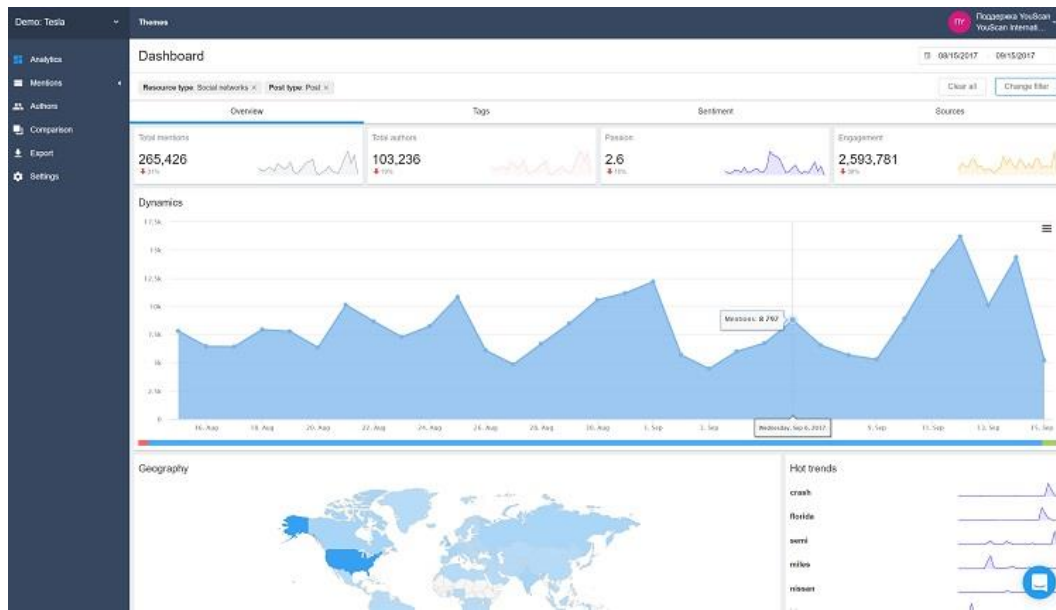 Demo: Tesla
Themes
ПУ
Поддержка YouScan
YouScan Internati...
Analytics
Mentions
Authors
Comparison
Export
Settings
Dashboard
08/15/2017 09/15/2017
Resource type: Social networks × Post type: Post ×
Clear all
Change filter
Overview
Tags
Sentiment
Sources
Total mentions
265,426
Total authors
103,236
Passion
2.6
Engagement
2,593,781
Dynamics
17.5k
15k
12.5k
10k
7.5k
5k
2.5k
0
Mentions: 8 797
16. Aug
18. Aug
20. Aug
22. Aug
24. Aug
26. Aug
28. Aug
30. Aug
1. Sep
3. Sep
Wednesday, Sep 6, 2017
9. Sep
11. Sep
13. Sep
15. Sep
Geography
Hot trends
crash
florida
semi
miles
nissan